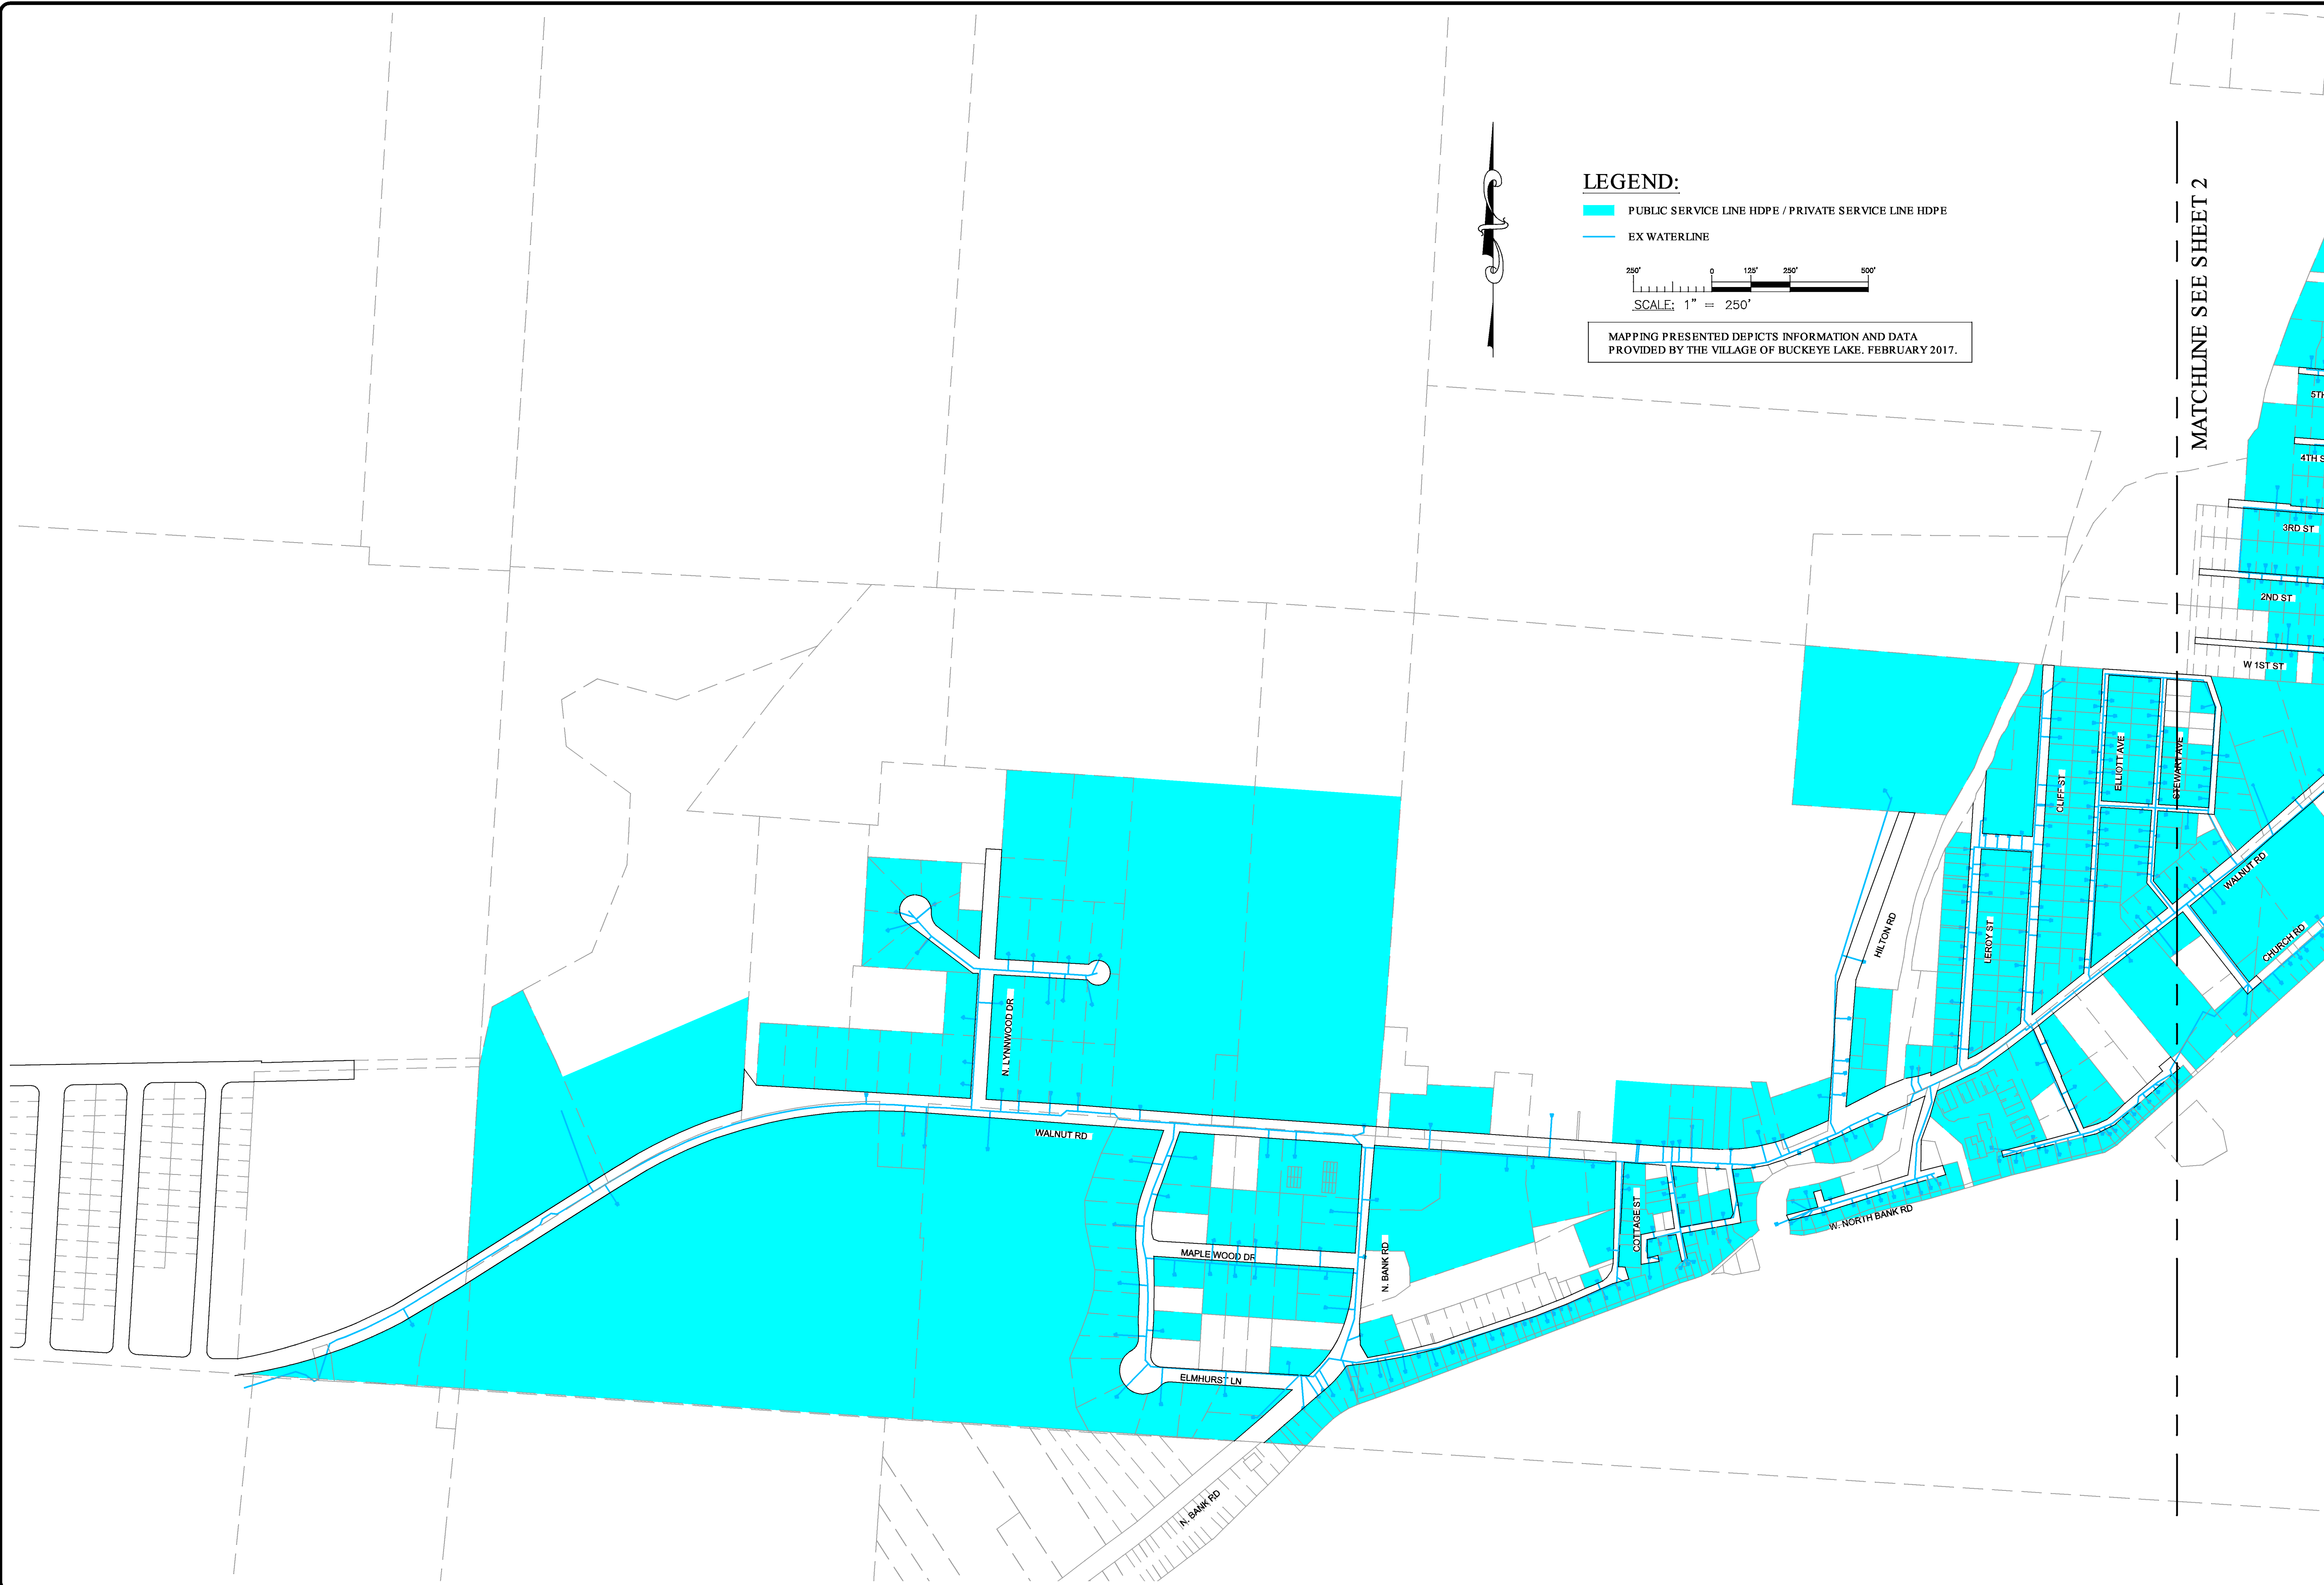 LEGEND:
PUBLIC SERVICE LINE HDPE / PRIVATE SERVICE LINE HDPE
EX WATERLINE
250' 0 125' 250' 500'
SCALE: 1" = 250'
MAPPING PRESENTED DEPICTS INFORMATION AND DATA
PROVIDED BY THE VILLAGE OF BUCKEYE LAKE. FEBRUARY 2017.
MATCHLINE SEE SHEET 2
5TH
4TH S
3RD ST
2ND ST
W 1ST ST
CLIFF ST
ELLIOTT AVE
STEWART AVE
WALNUT RD
CHURCH RD
HILTON RD
LEROY ST
N. LYNNWOOD DR
WALNUT RD
MAPLE WOOD DR
N. BANK RD
COTTAGE ST
W. NORTH BANK RD
ELMHURST LN
N. BANK RD